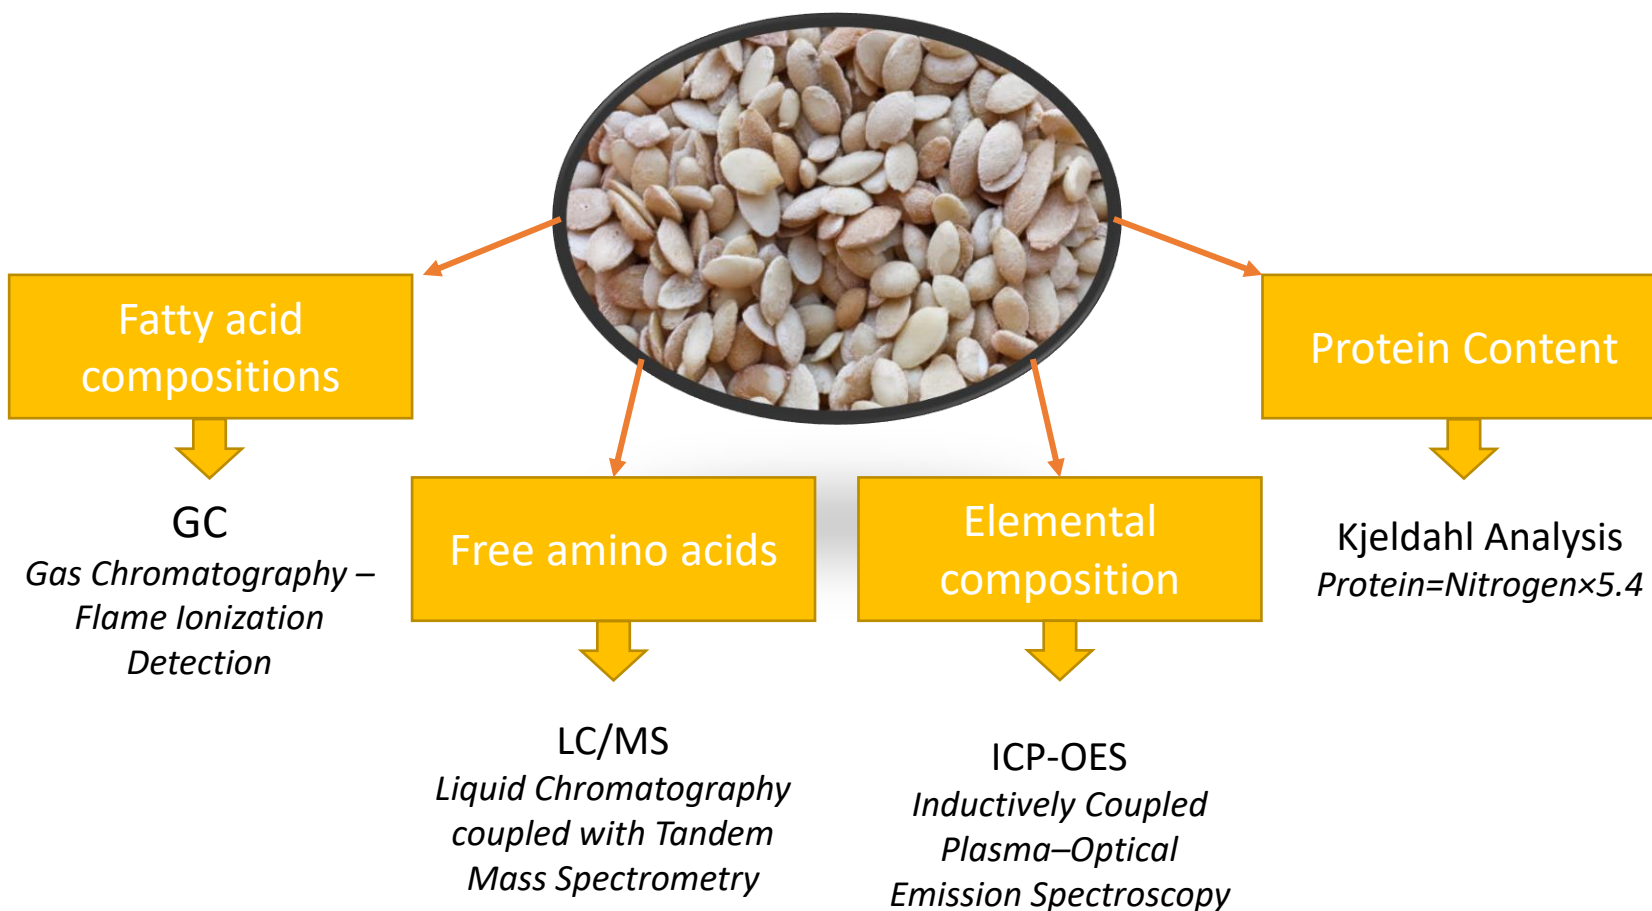 Fatty acid
compositions
GC
Gas Chromatography –
Flame Ionization
Detection
Free amino acids
LC/MS
Liquid Chromatography
coupled with Tandem
Mass Spectrometry
Elemental
composition
ICP-OES
Inductively Coupled
Plasma–Optical
Emission Spectroscopy
Protein Content
Kjeldahl Analysis
Protein=Nitrogen×5.4